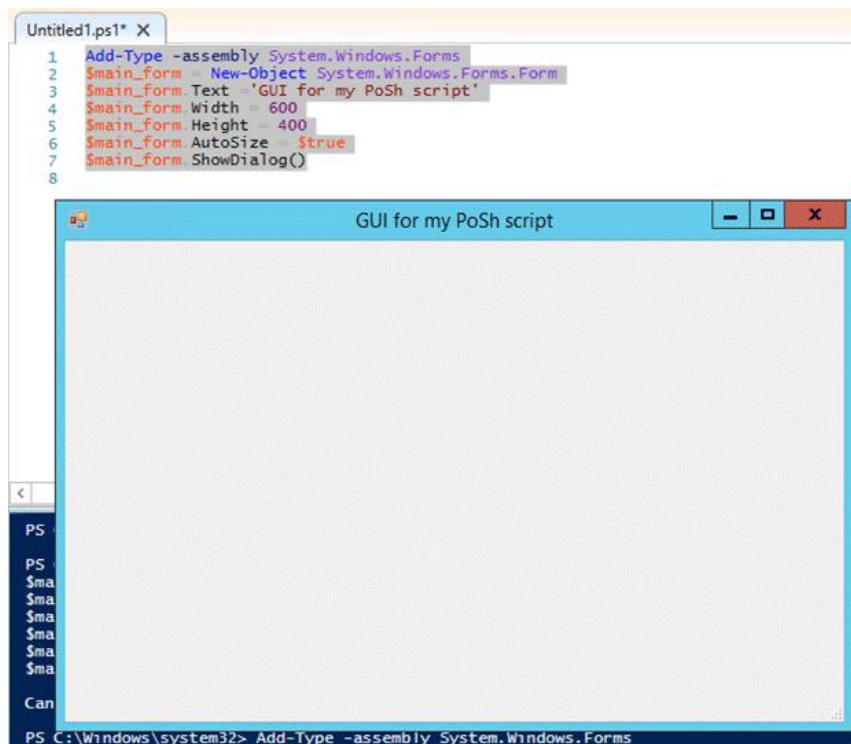 Untitled1.ps1* X
1 Add-Type -assembly System.Windows.Forms
2 $main_form = New-Object System.Windows.Forms.Form
3 $main_form.Text ='GUI for my PoSh script'
4 $main_form.Width = 600
5 $main_form.Height = 400
6 $main_form.AutoSize = $true
7 $main_form.ShowDialog()
8
GUI for my PoSh script
PS
PS
$ma
$ma
$ma
$ma
$ma
$ma
Can
PS C:\Windows\system32> Add-Type -assembly System.Windows.Forms